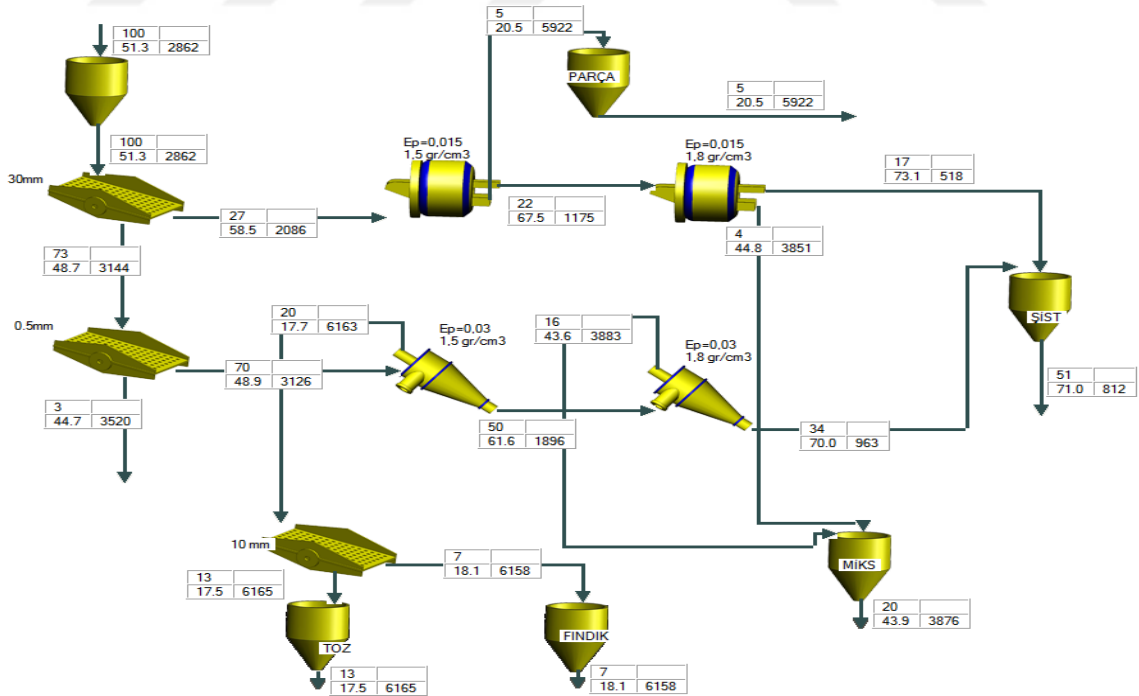 100
51.3 2862
5
20.5 5922
PARÇA
5
20.5 5922
100
51.3 2862
Ep=0,015
1,5 gr/cm3
Ep=0,015
1,8 gr/cm3
17
73.1 518
30mm
27
58.5 2086
22
67.5 1175
4
44.8 3851
73
48.7 3144
20
17.7 6163
16
43.6 3883
ŞİST
0.5mm
Ep=0,03
1,5 gr/cm3
Ep=0,03
1,8 gr/cm3
70
48.9 3126
51
71.0 812
3
44.7 3520
50
61.6 1896
34
70.0 963
10 mm
7
18.1 6158
MİKS
13
17.5 6165
20
43.9 3876
TOZ
FINDIK
13
17.5 6165
7
18.1 6158